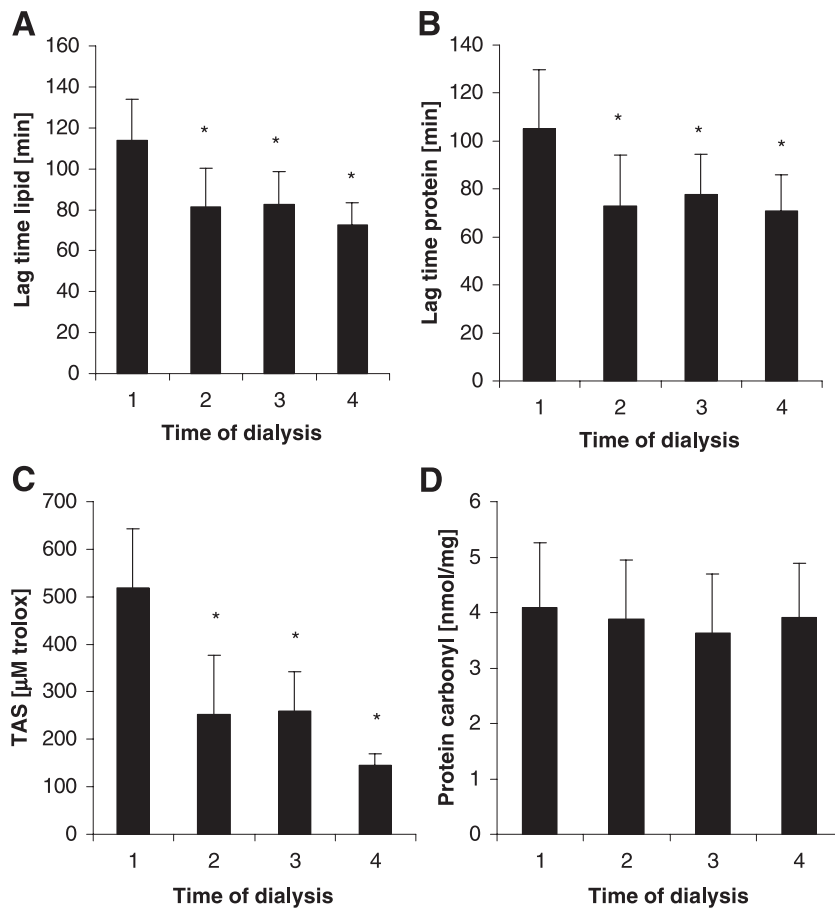 A
Lag time lipid [min]
160
140
120
100
80
60
40
20
0
*
*
*
1 2 3 4
Time of dialysis
B
Lag time protein [min]
140
120
100
80
60
40
20
0
*
*
*
1 2 3 4
Time of dialysis
C
TAS [μM trolox]
700
600
500
400
300
200
100
0
*
*
*
1 2 3 4
Time of dialysis
D
Protein carbonyl [nmol/mg]
6
5
4
3
2
1
0
1 2 3 4
Time of dialysis